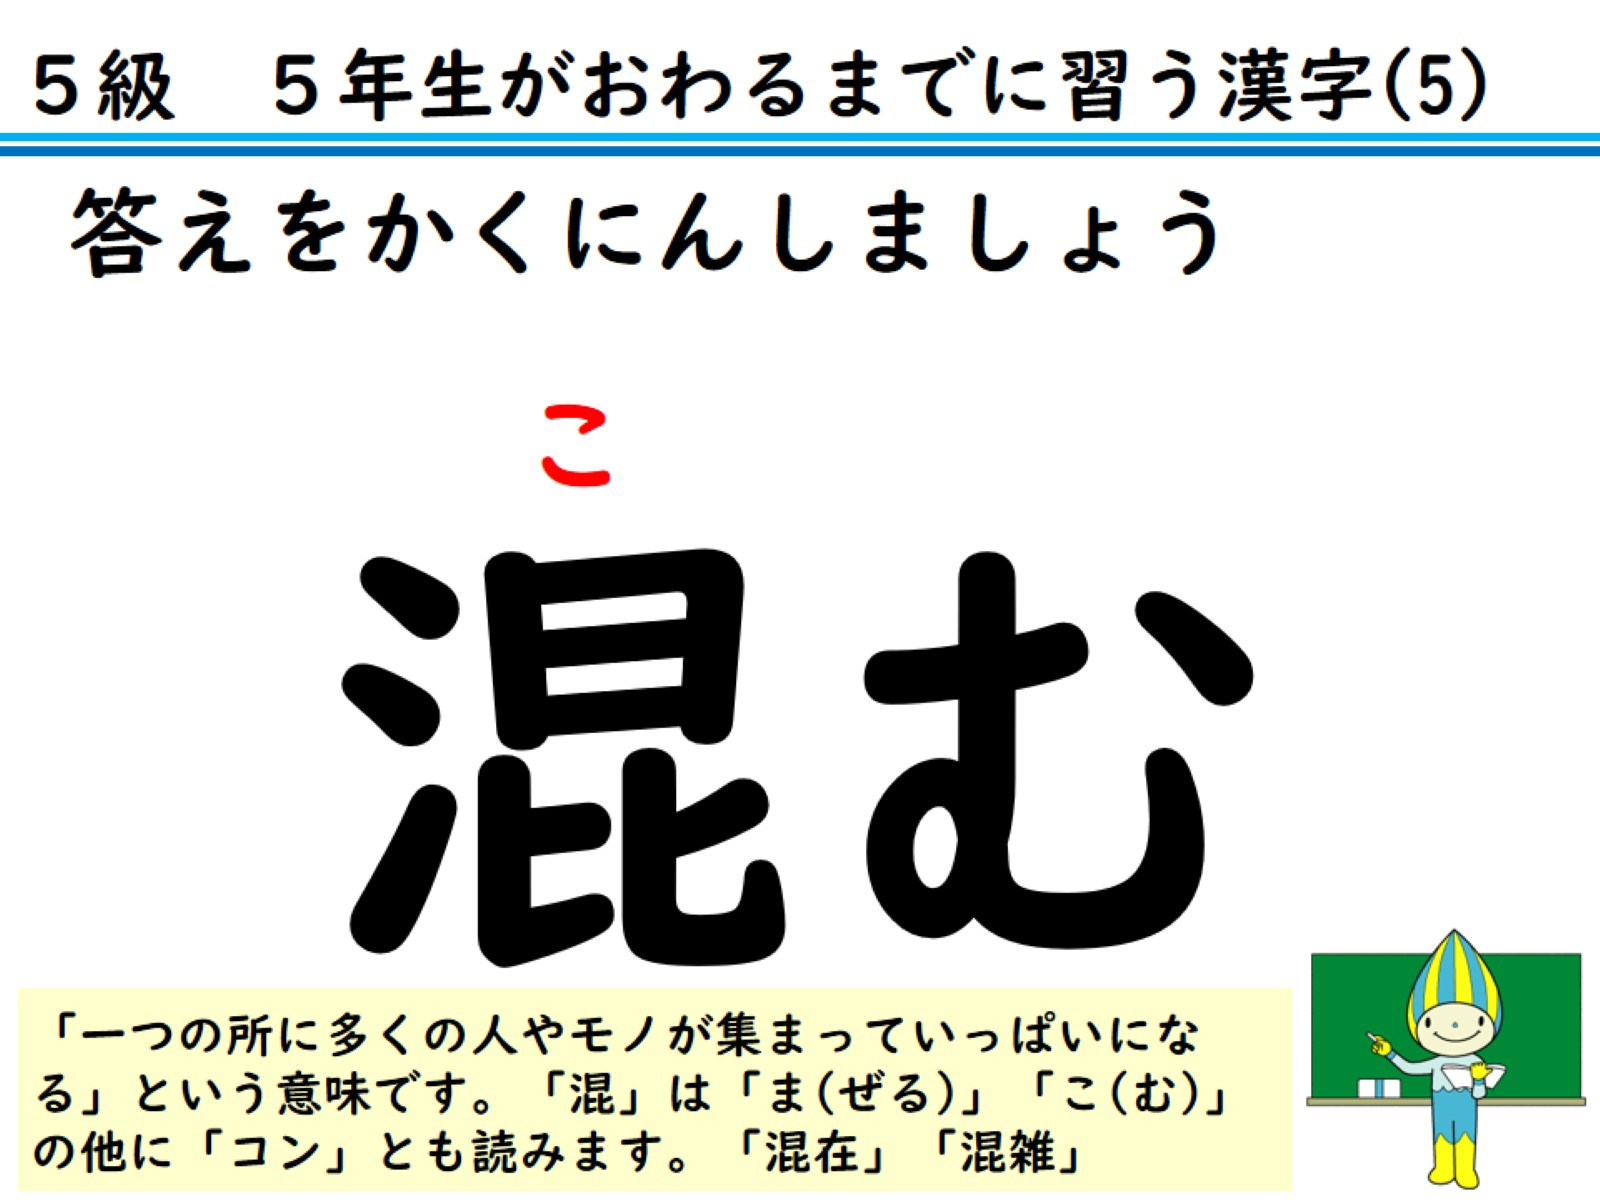 ５級　５年生がおわるまでに習う漢字(5)
答えをかくにんしましょう
こ
混む
「一つの所に多くの人やモノが集まっていっぱいにな
る」という意味です。「混」は「ま(ぜる)」「こ(む)」
の他に「コン」とも読みます。「混在」「混雑」